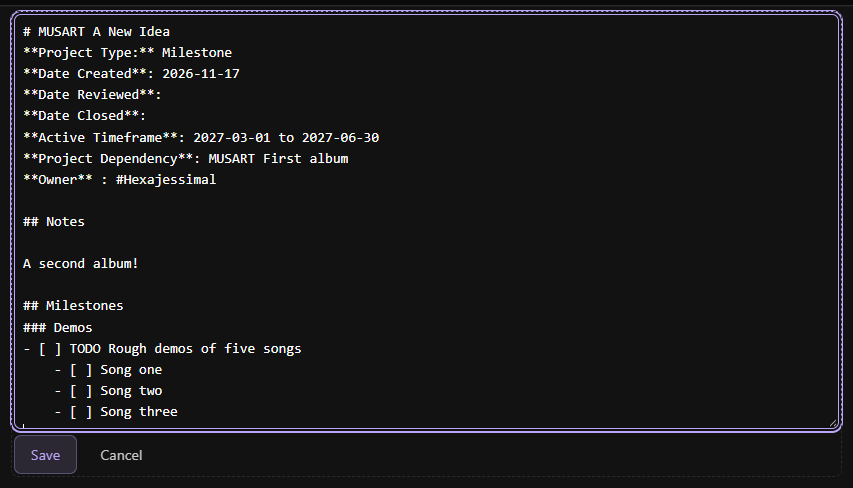 # MUSART A New Idea
**Project Type:** Milestone
**Date Created**: 2026-11-17
**Date Reviewed**:
**Date Closed**:
**Active Timeframe**: 2027-03-01 to 2027-06-30
**Project Dependency**: MUSART First album
**Owner** : #Hexajessimal
## Notes
A second album!
## Milestones
### Demos
- [ ] TODO Rough demos of five songs
    - [ ] Song one
    - [ ] Song two
    - [ ] Song three
Save Cancel